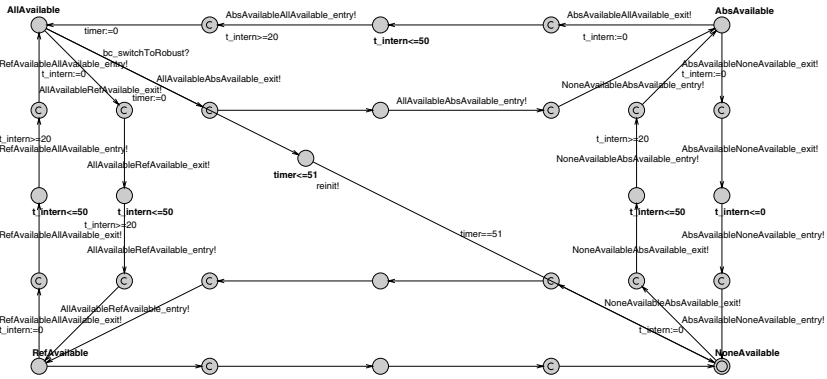 AllAvailable
AbsAvailable
AbsAvailableAllAvailable_entry!
AbsAvailableAllAvailable_exit!
timer:=0
t_intern>=20
t_intern<=50
t_intern:=0
bc_switchToRobust?
RefAvailableAllAvailable_entry!
t_intern:=0
AllAvailableAbsAvailable_exit!
AbsAvailableNoneAvailable_exit!
t_intern:=0
NoneAvailableAbsAvailable_entry!
AllAvailableRefAvailable_exit!
timer:=0
AllAvailableAbsAvailable_entry!
C
C
C
C
C
C
C
C
t_intern>=20
RefAvailableAllAvailable_entry!
t_intern>=20
AbsAvailableNoneAvailable_exit!
NoneAvailableAbsAvailable_entry!
AllAvailableRefAvailable_exit!
timer<=51
reinit!
t_intern<=50
t_intern<=50
t_intern<=50
t_intern<=0
t_intern>=20
RefAvailableAllAvailable_exit!
timer==51
AbsAvailableNoneAvailable_entry!
AllAvailableRefAvailable_entry!
NoneAvailableAbsAvailable_exit!
C
C
C
C
C
C
AllAvailableRefAvailable_entry!
NoneAvailableAbsAvailable_exit!
RefAvailableAllAvailable_exit!
AbsAvailableNoneAvailable_entry!
t_intern:=0
t_intern:=0
RefAvailable
NoneAvailable
C
C